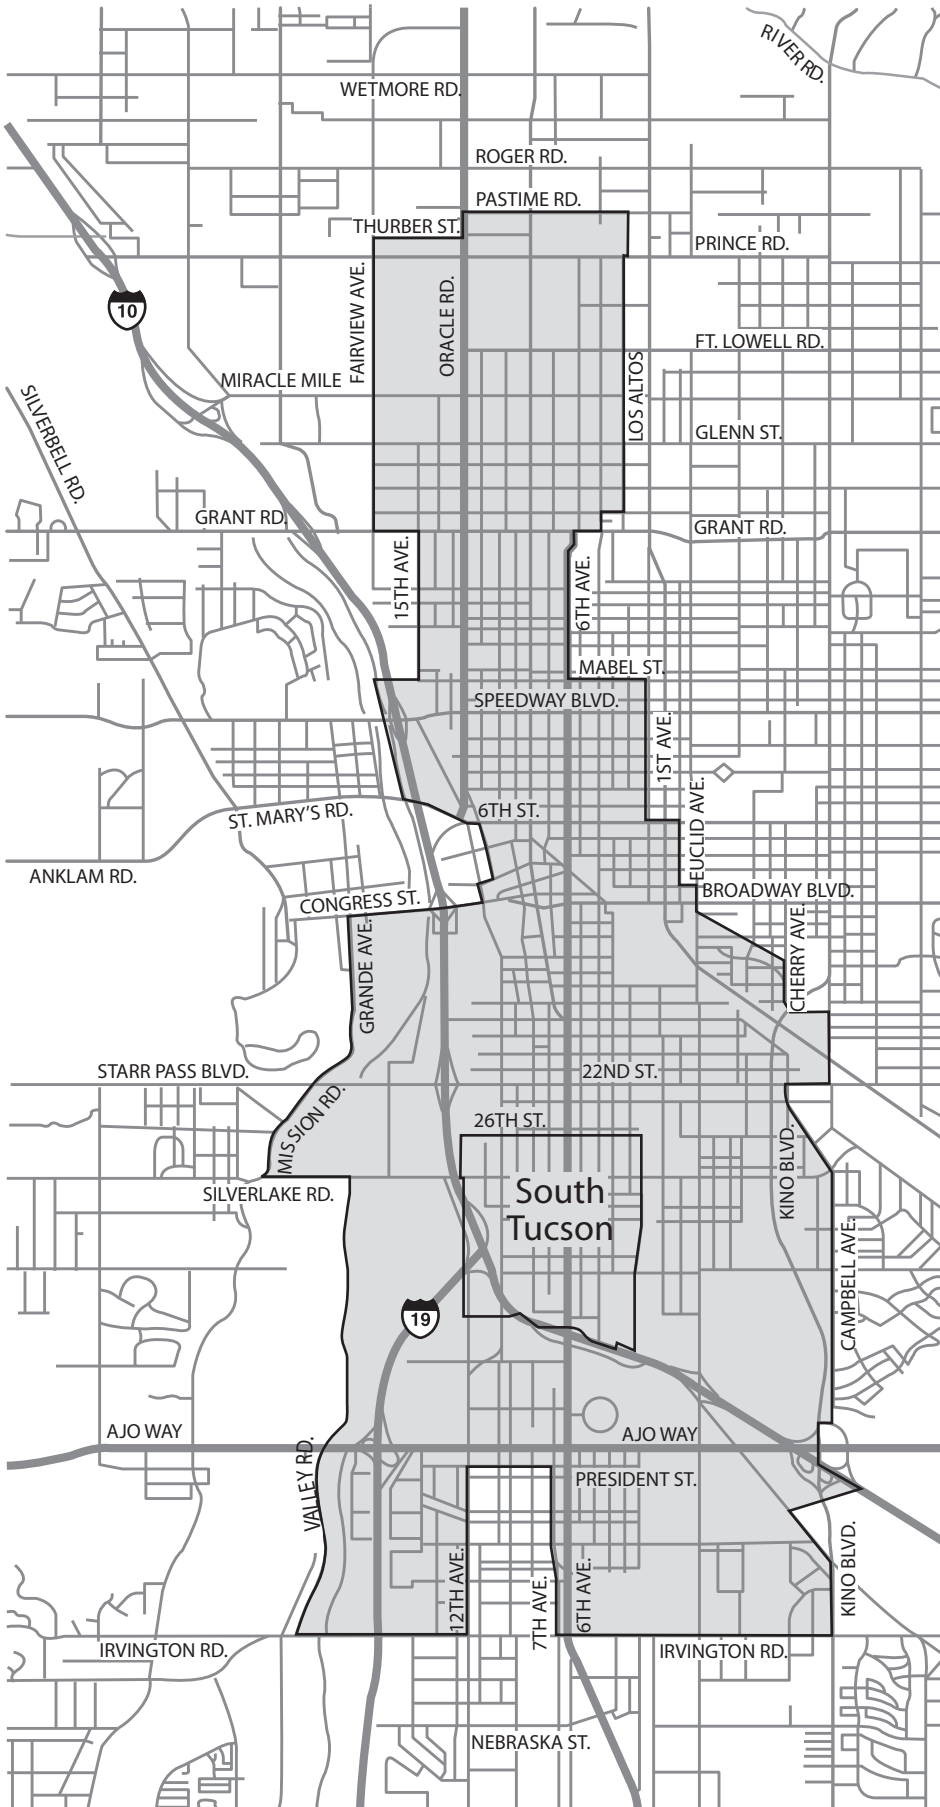 RIVER RD.
WETMORE RD.
ROGER RD.
PASTIME RD.
THURBER ST.
PRINCE RD.
FAIRVIEW AVE.
ORACLE RD.
10
FT. LOWELL RD.
MIRACLE MILE
LOS ALTOS
SILVERBELL RD.
GLENN ST.
GRANT RD.
GRANT RD.
15TH AVE.
6TH AVE.
MABEL ST.
SPEEDWAY BLVD.
1ST AVE.
EUCLID AVE.
ST. MARY'S RD.
6TH ST.
ANKLAM RD.
BROADWAY BLVD.
CONGRESS ST.
GRANDE AVE.
CHERRY AVE.
STARR PASS BLVD.
22ND ST.
MISSION RD.
26TH ST.
KINO BLVD.
SILVERLAKE RD.
South
Tucson
CAMPBELL AVE.
19
AJO WAY
AJO WAY
VALLEY RD.
PRESIDENT ST.
12TH AVE.
7TH AVE.
6TH AVE.
KINO BLVD.
IRVINGTON RD.
IRVINGTON RD.
NEBRASKA ST.